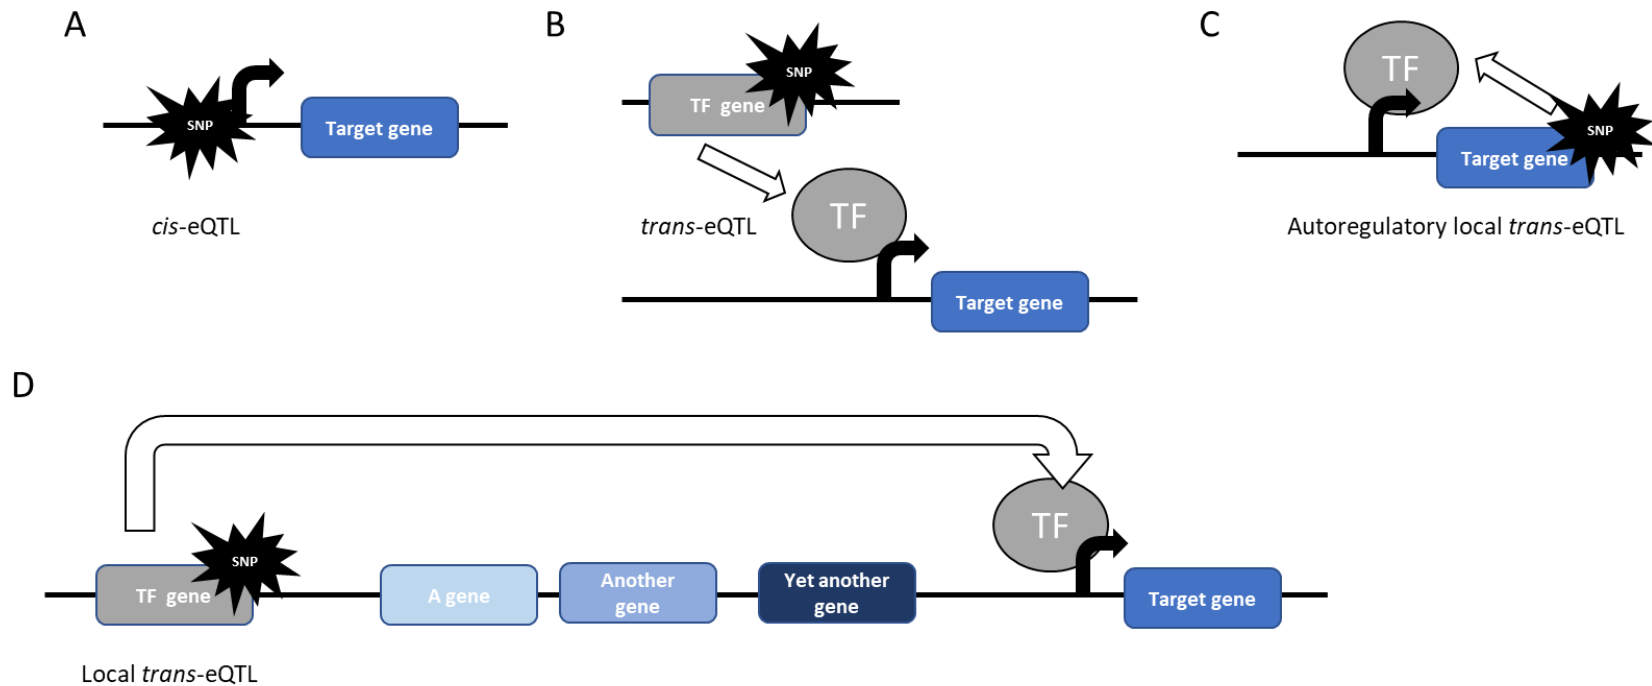 A
SNP
Target gene
cis-eQTL
B
SNP
TF gene
TF
trans-eQTL
Target gene
C
TF
SNP
Target gene
Autoregulatory local trans-eQTL
D
TF
SNP
TF gene
A gene
Another
gene
Yet another
gene
Target gene
Local trans-eQTL